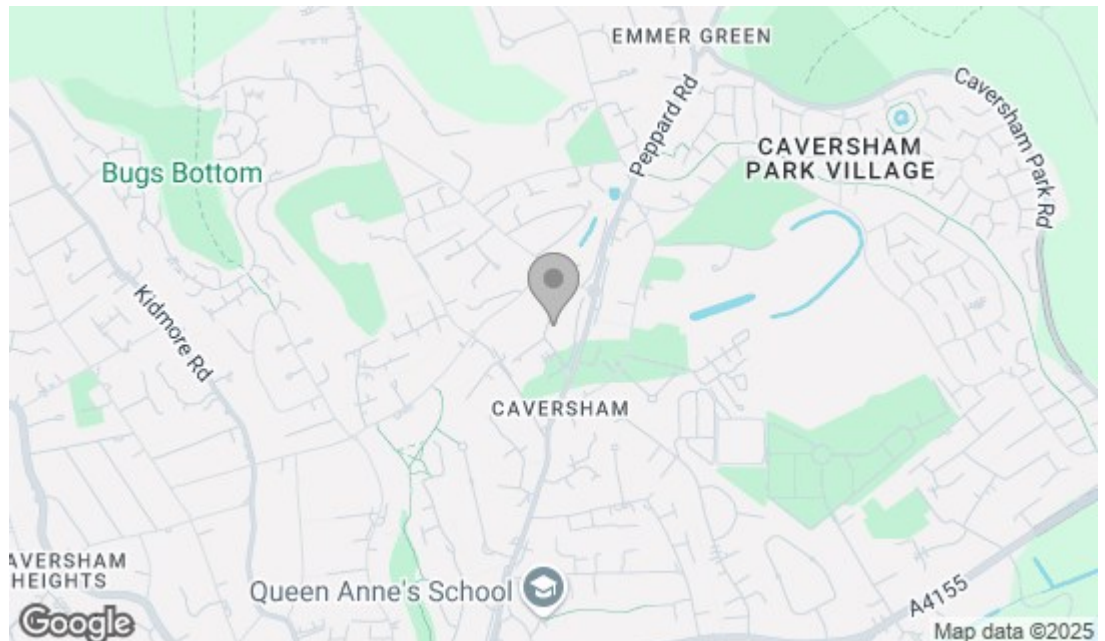 EMMER GREEN
Peppard Rd
Caversham Park Rd
CAVERSHAM
PARK VILLAGE
Bugs Bottom
Kidmore Rd
CAVERSHAM
AVERSHAM
HEIGHTS
Queen Anne's School
A4155
Google
Map data ©2025